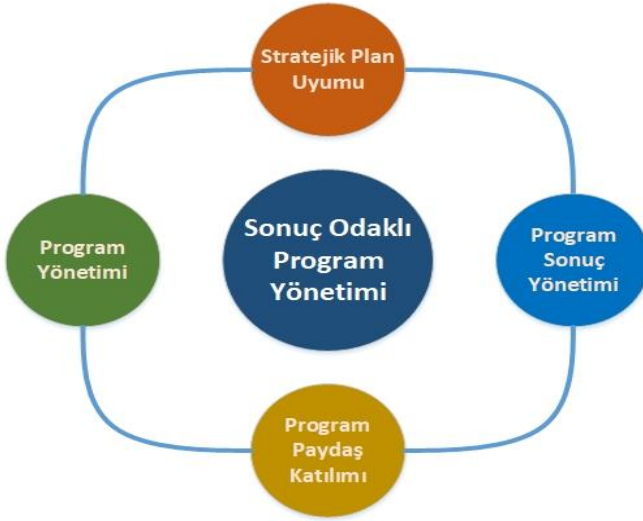 Stratejik Plan
Uyumu
Program
Yönetimi
Sonuç Odaklı
Program
Yönetimi
Program
Sonuç
Yönetimi
Program
Paydaş
Katılımı